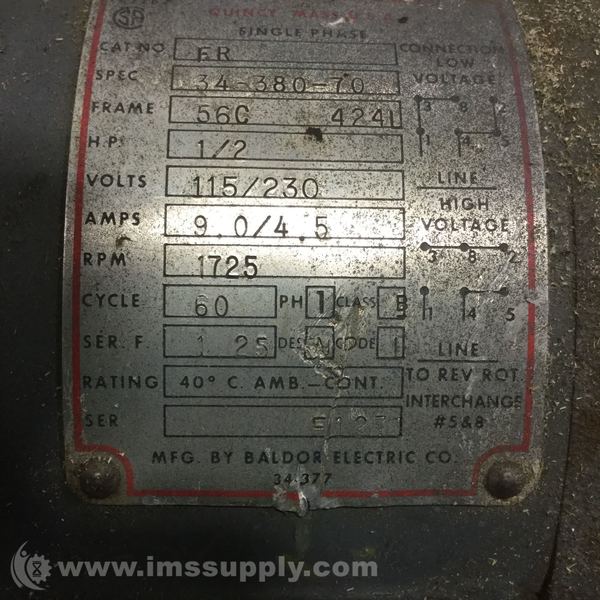 SA
QUINCY, MASS. U.S.A.
SINGLE PHASE
CAT. NO. ER
SPEC 34-380-70
FRAME 56C 424L
H.P. 1/2
VOLTS 115/230
AMPS 9.0/4.5
RPM 1725
CYCLE 60 PH 1 CLASS B
SER. F. 1.25 DES N CODE
RATING 40° C. AMB.-CONT.
SER
CONNECTION
LOW
VOLTAGE
3 8 2
1 4 5
LINE
HIGH
VOLTAGE
3 8 2
1 4 5
LINE
TO REV. ROT.
INTERCHANGE
#5&8
MFG. BY BALDOR ELECTRIC CO.
34-377
www.imssupply.com